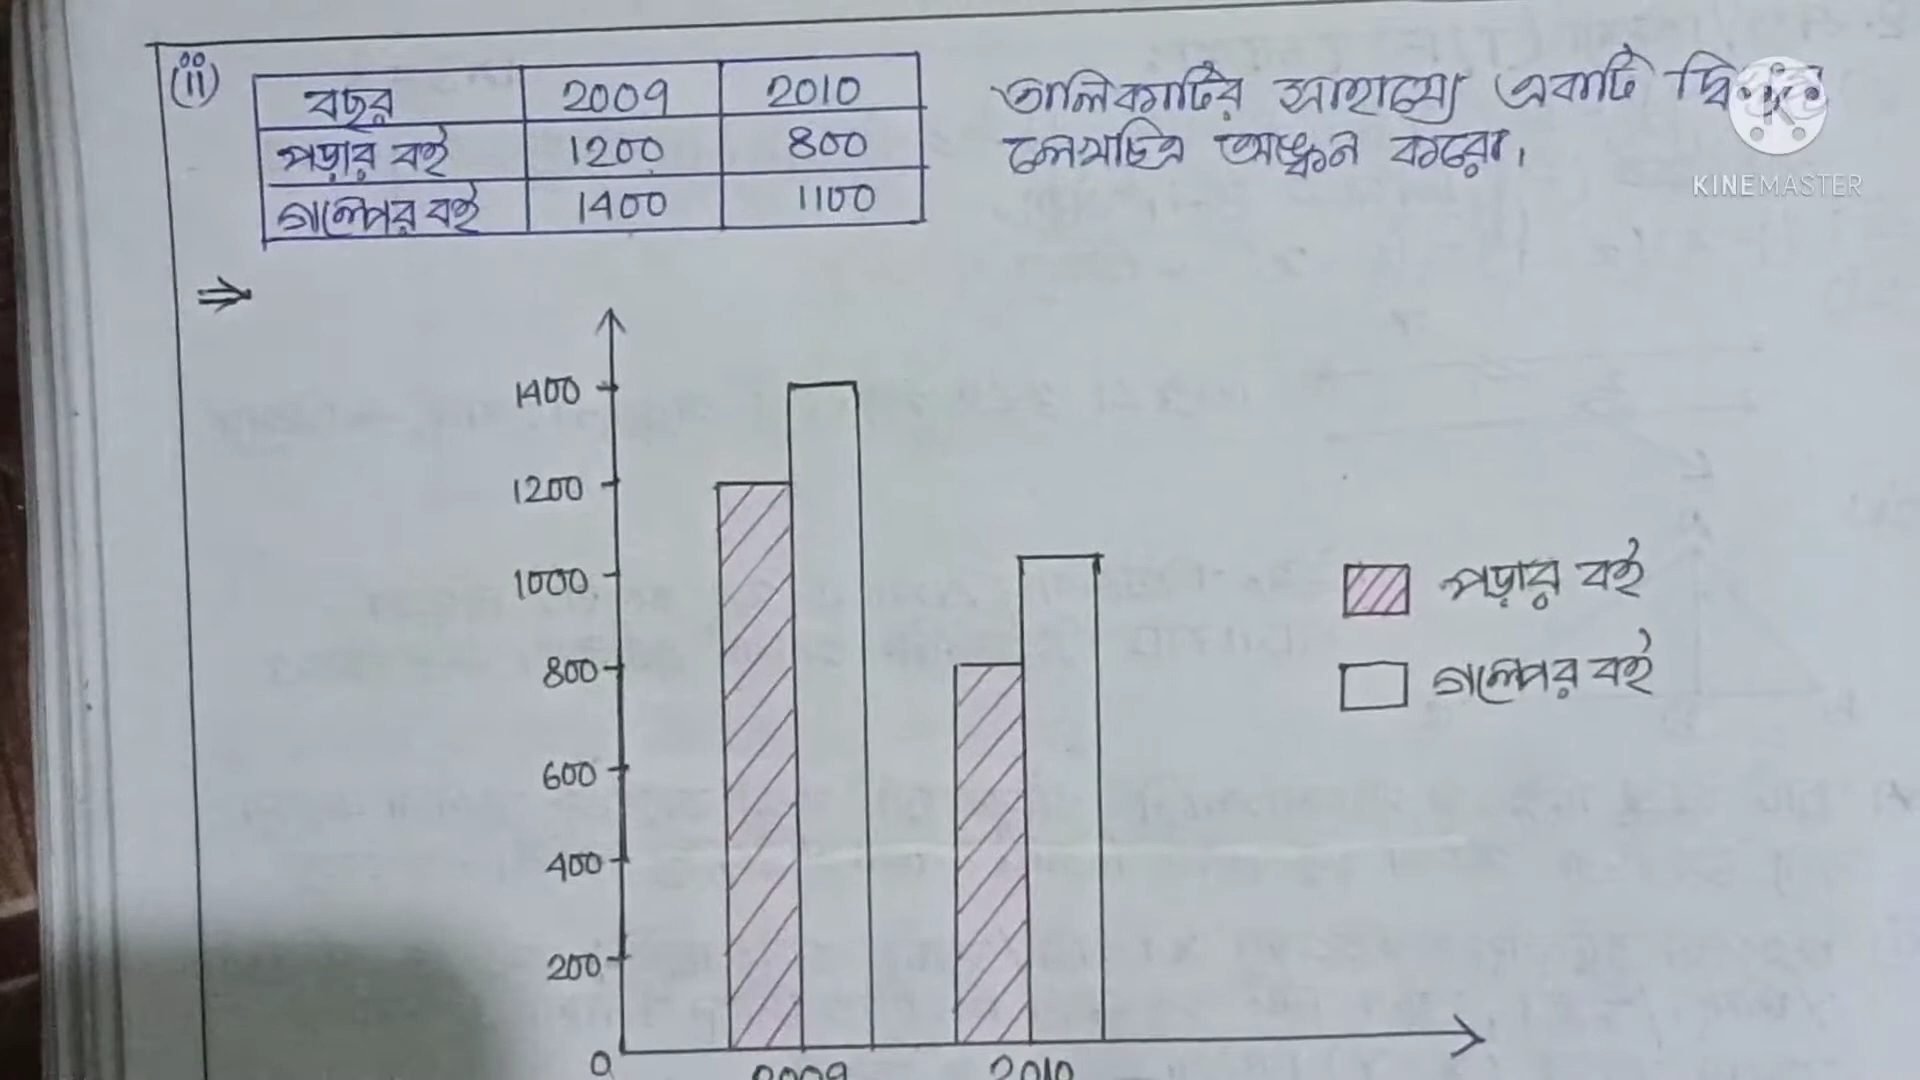 (ii)
বছর 2009 2010
পড়ার বই 1200 800
গল্পের বই 1400 1100
তালিকাটির সাহায্যে একটি দ্বি
লেখচিত্র অঙ্কন করো।
KINEMASTER
1400
1200
1000
800
600
400
200
0
2009 2010
পড়ার বই
গল্পের বই